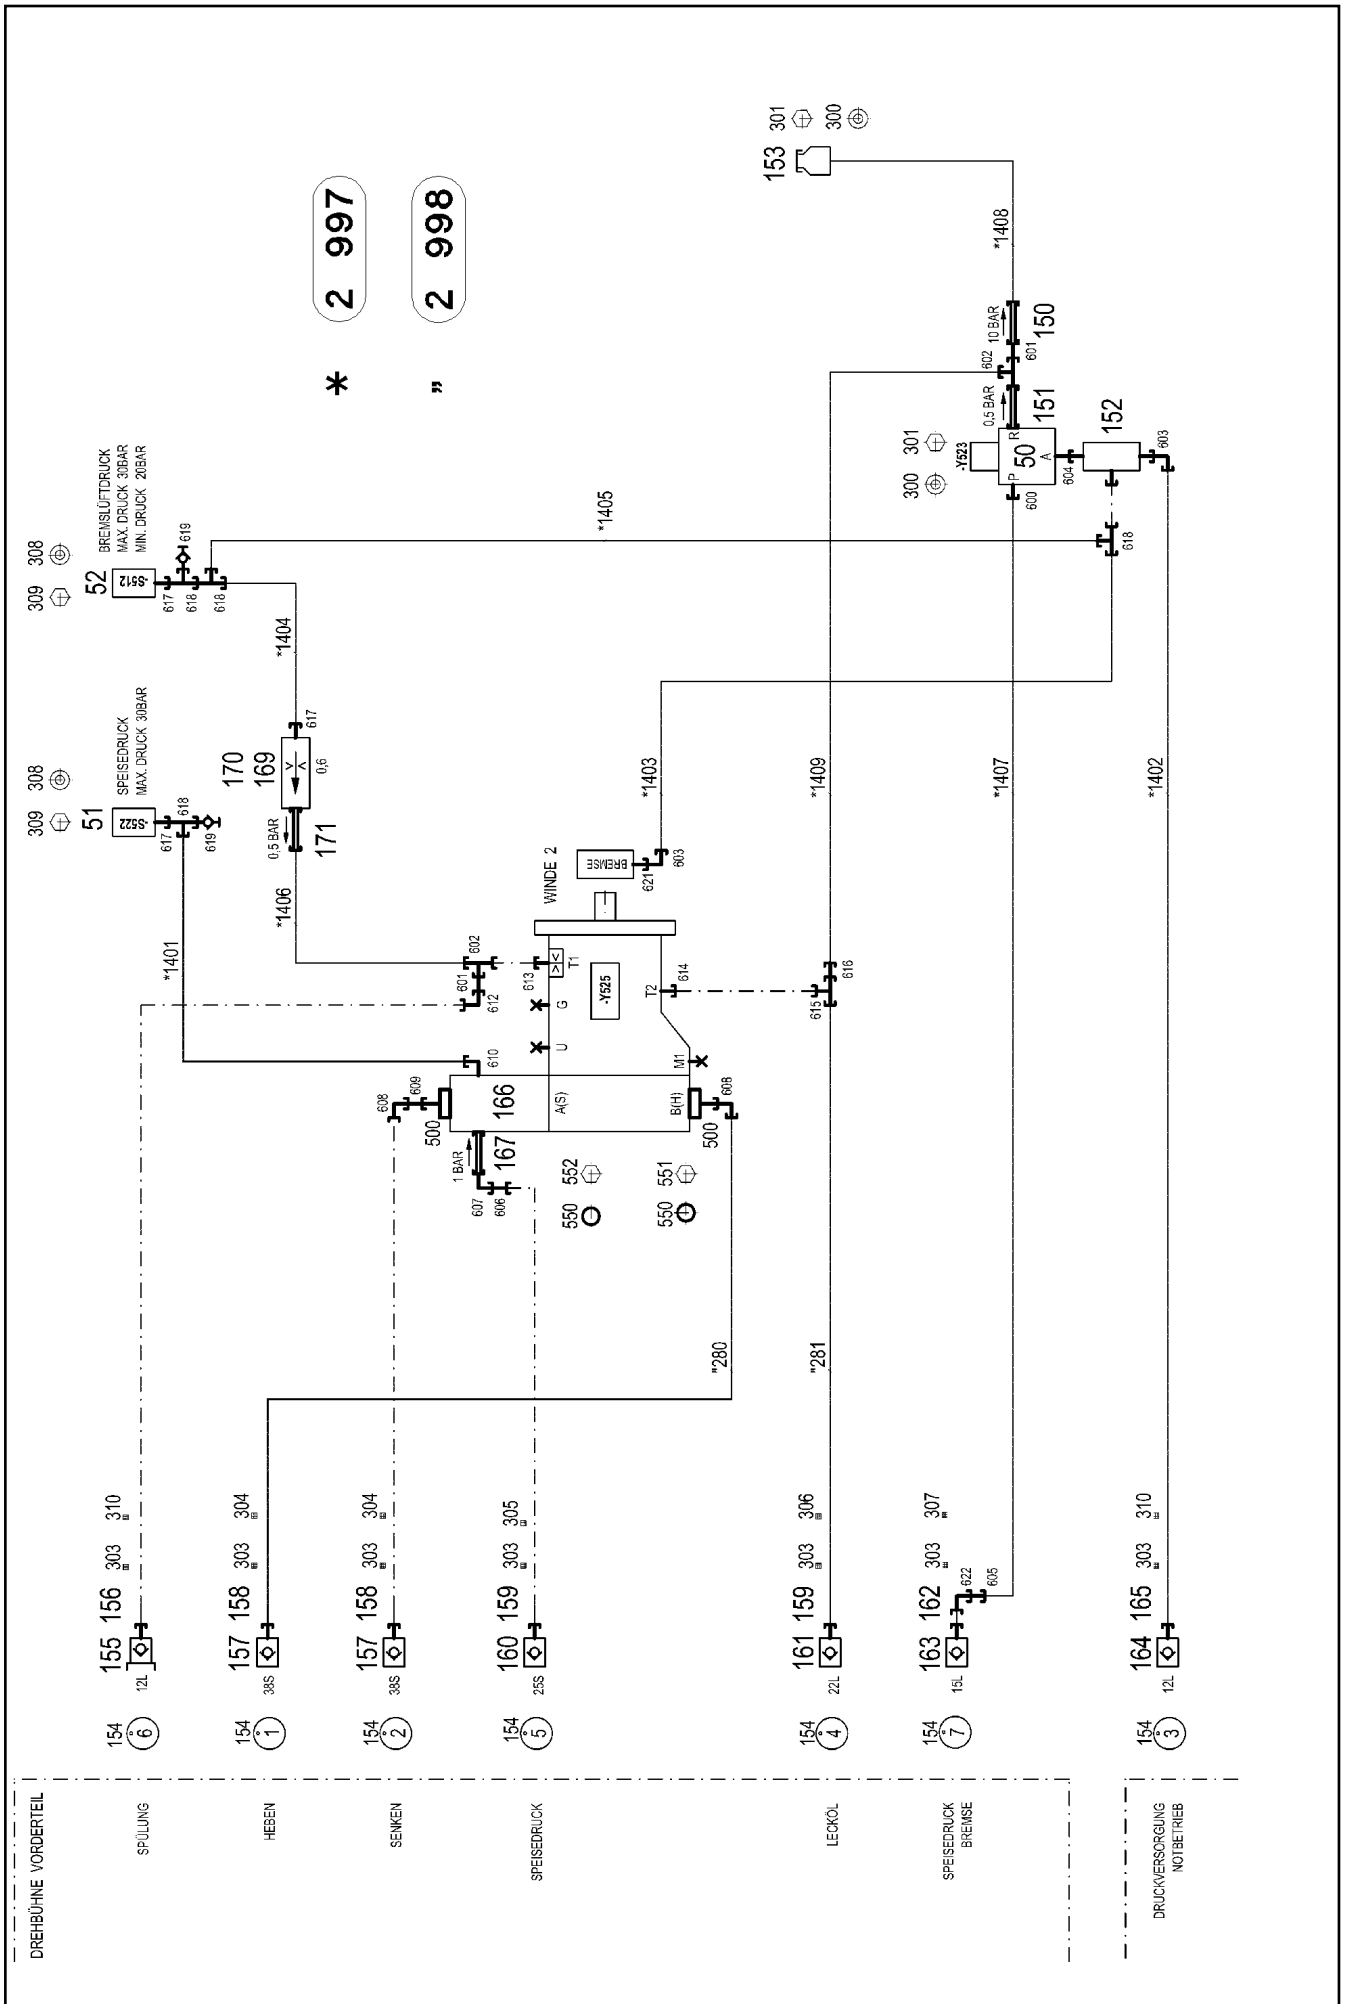 DREHBÜHNE VORDERTEIL
SPÜLUNG
HEBEN
SENKEN
SPEISEDRUCK
LECKÖL
SPEISEDRUCK
BREMSE
DRUCKVERSORGUNG
NOTBETRIEB
154
6
154
1
154
2
154
5
154
4
154
7
154
3
12L
155 156
303 310
38S
157 158
303 304
38S
157 158
303 304
25S
160 159
303 305
22L
161 159
303 306
15L
163 162
303 307
622
605
12L
164 165
303 310
"280
"281
1 BAR
167
607
606
500
608
609
166
A(S)
B(H)
500
608
550 552
550 551
610
U
G
M1
612
601
602
613
T1
-Y525
T2
614
615
616
WINDE 2
BREMSE
621
603
*1401
*1406
0,5 BAR
171
170
169
0,6
617
*1404
51
-S522
309 308
SPEISEDRUCK
MAX. DRUCK 30BAR
617
618
619
52
-S512
309 308
BREMSLÜFTDRUCK
MAX. DRUCK 30BAR
MIN. DRUCK 20BAR
617
618
618
619
*1405
*1403
*1409
*1407
*1402
* 2 997
" 2 998
300 301
-Y523
50
P
R
A
600
604
618
152
603
0,5 BAR
151
602
601
10 BAR
150
*1408
153
301
300